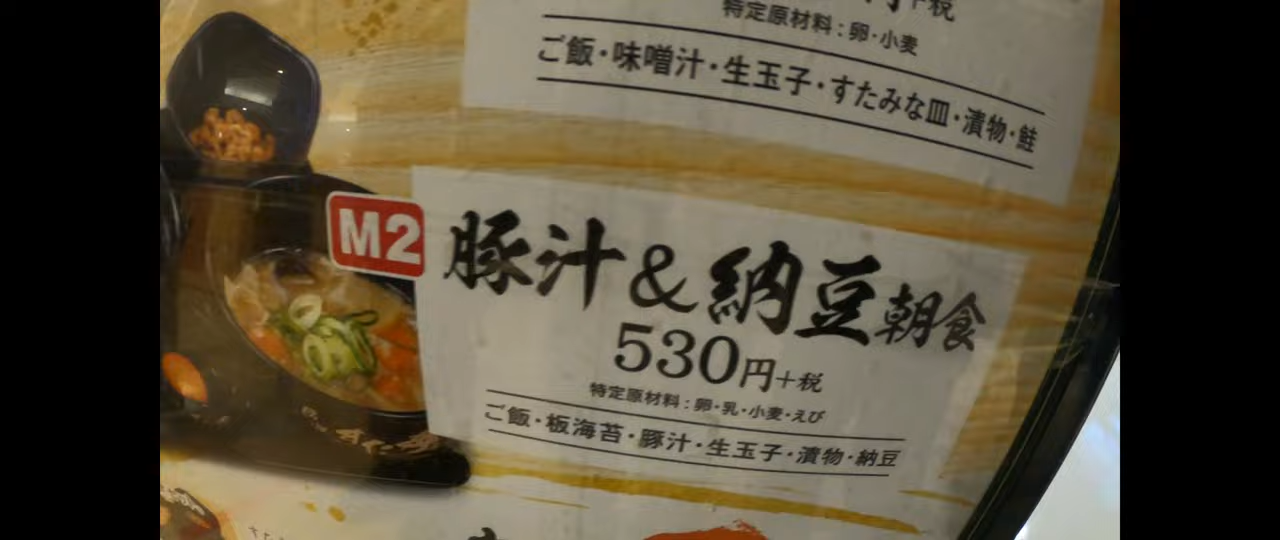 円+税
特定原材料：卵・小麦
ご飯・味噌汁・生玉子・すたみな皿・漬物・鮭
M2
豚汁&納豆朝食
530円+税
特定原材料：卵・乳・小麦・えび
ご飯・板海苔・豚汁・生玉子・漬物・納豆